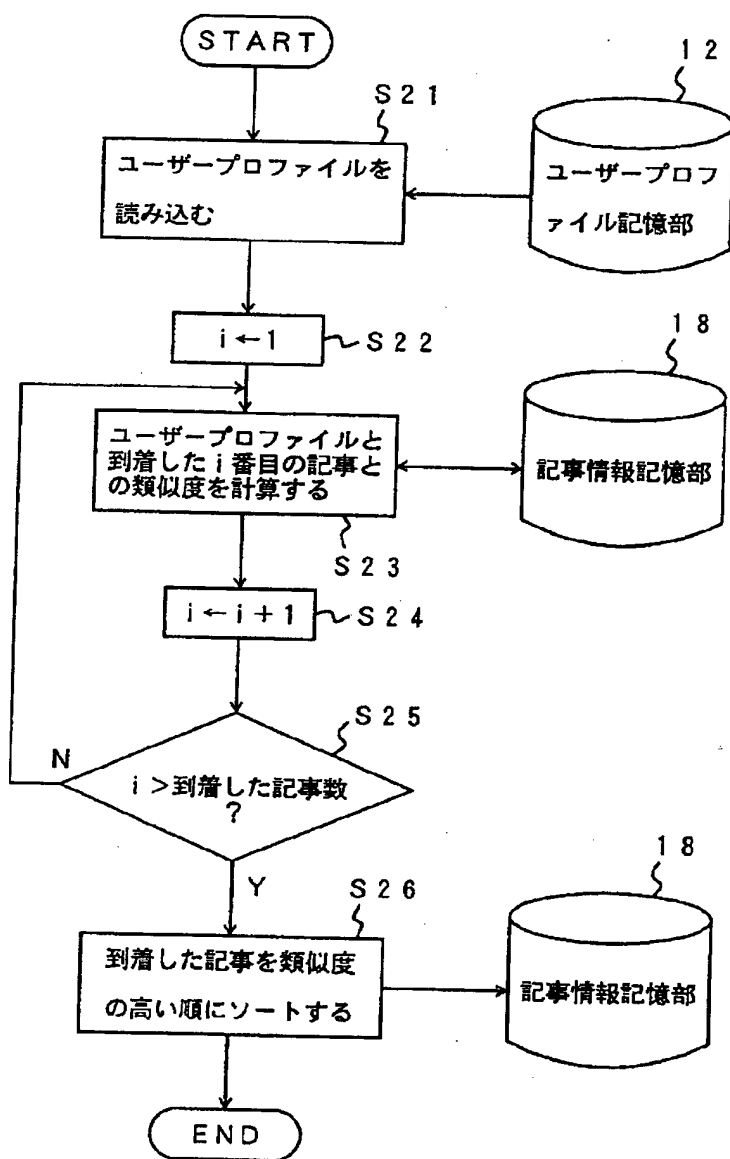 START
S21
12
ユーザープロファイルを
読み込む
ユーザープロフ
ァイル記憶部
i←1
S22
18
ユーザープロファイルと
到着したi番目の記事と
の類似度を計算する
記事情報記憶部
S23
i←i+1
S24
S25
N
i>到着した記事数
?
Y
S26
18
到着した記事を類似度
の高い順にソートする
記事情報記憶部
END